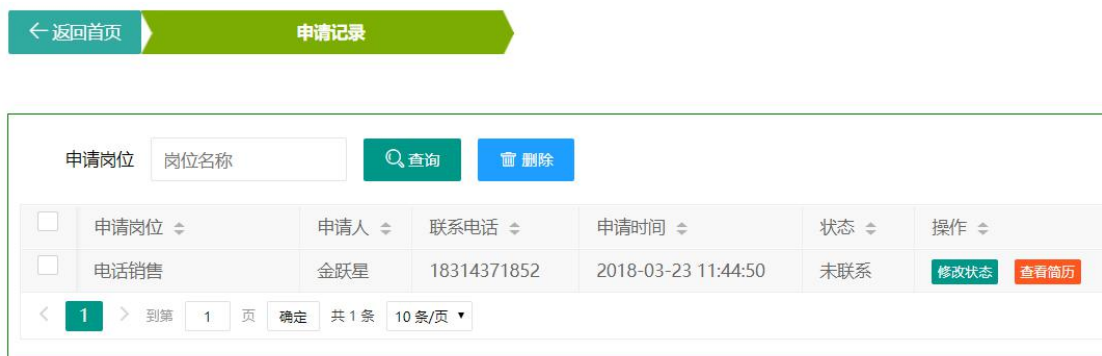 ←返回首页 申请记录
申请岗位 岗位名称 查询 删除
申请岗位 申请人 联系电话 申请时间 状态 操作
电话销售 金跃星 18314371852 2018-03-23 11:44:50 未联系 修改状态 查看简历
< 1 > 到第 1 页 确定 共 1 条 10 条/页